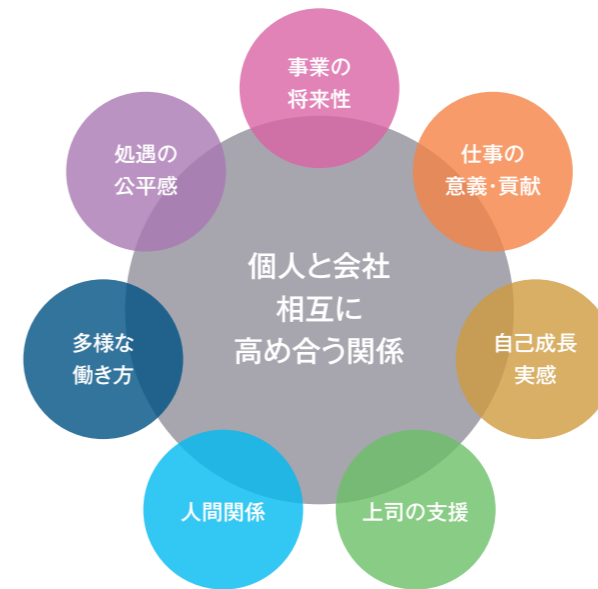 事業の
将来性
仕事の
意義・貢献
自己成長
実感
上司の支援
人間関係
多様な
働き方
処遇の
公平感
個人と会社
相互に
高め合う関係